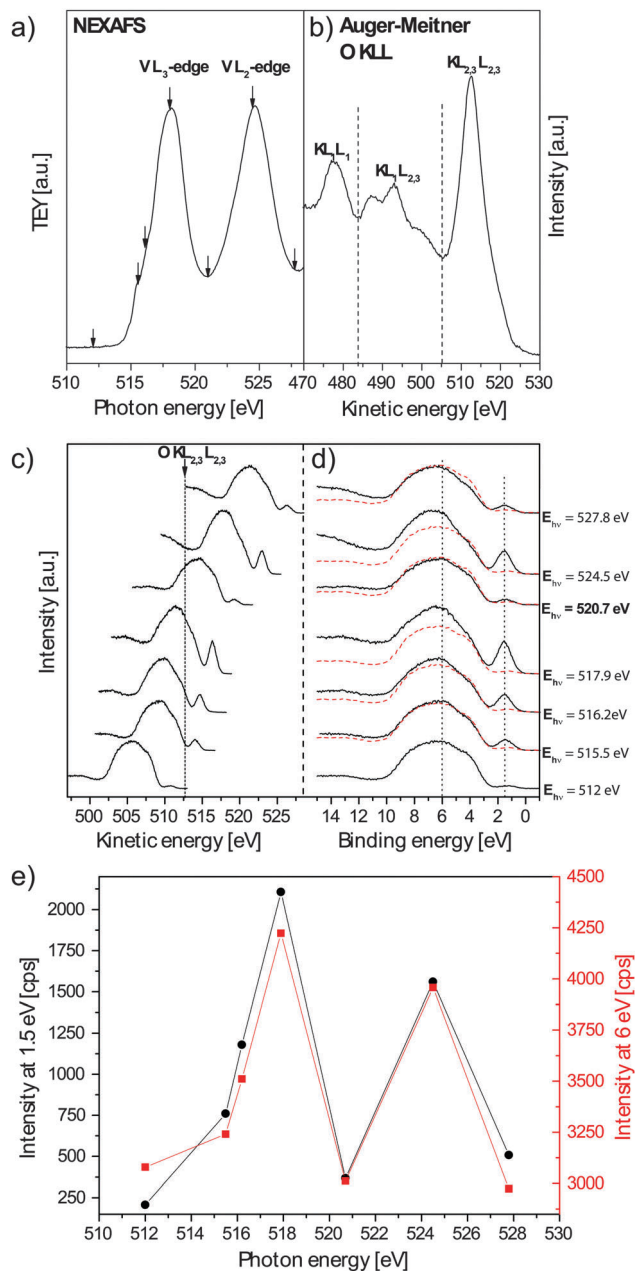 a)
NEXAFS
V L3-edge
V L2-edge
TEY [a.u.]
510 515 520 525
Photon energy [eV]
b)
Auger-Meitner
O KLL
KL1L1
KL1L2,3
KL2,3L2,3
Intensity [a.u.]
470 480 490 500 510 520 530
Kinetic energy [eV]
c)
O KL2,3L2,3
Intensity [a.u.]
500 505 510 515 520 525
Kinetic energy [eV]
d)
Ehν = 527.8 eV
Ehν = 524.5 eV
Ehν = 520.7 eV
Ehν = 517.9 eV
Ehν = 516.2eV
Ehν = 515.5 eV
Ehν = 512 eV
14 12 10 8 6 4 2 0
Binding energy [eV]
e)
Intensity at 1.5 eV [cps]
2000
1750
1500
1250
1000
750
500
250
4500
4250
4000
3750
3500
3250
3000
Intensity at 6 eV [cps]
510 512 514 516 518 520 522 524 526 528 530
Photon energy [eV]